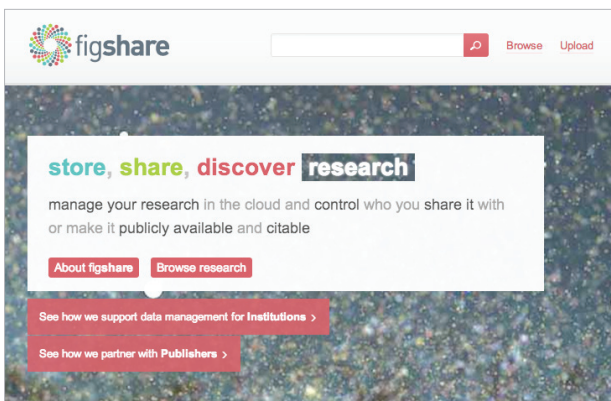 figshare
Browse Upload
store, share, discover research
manage your research in the cloud and control who you share it with
or make it publicly available and citable
About figshare Browse research
See how we support data management for Institutions >
See how we partner with Publishers >